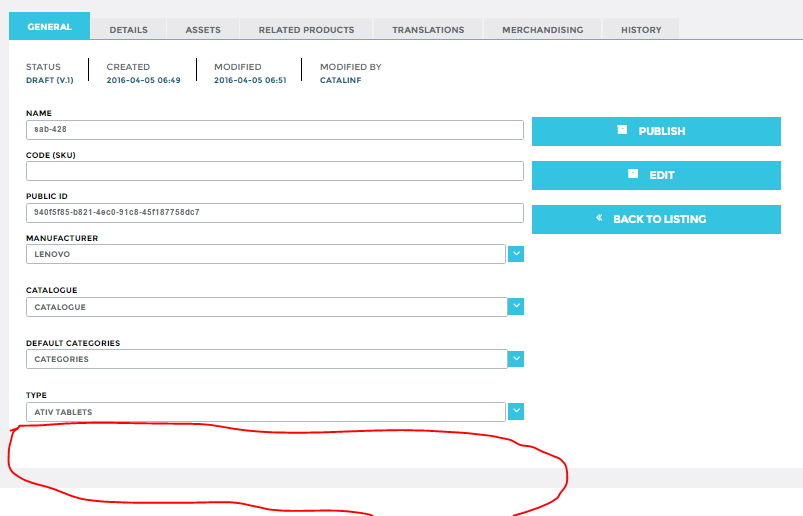 GENERAL DETAILS ASSETS RELATED PRODUCTS TRANSLATIONS MERCHANDISING HISTORY
STATUS CREATED MODIFIED MODIFIED BY
DRAFT (V.1) 2016-04-05 06:49 2016-04-05 06:51 CATALINF
NAME
sab-428
PUBLISH
CODE (SKU)
EDIT
PUBLIC ID
940f5f85-b821-4ec0-91c8-45f187758dc7
« BACK TO LISTING
MANUFACTURER
LENOVO
CATALOGUE
CATALOGUE
DEFAULT CATEGORIES
CATEGORIES
TYPE
ATIV TABLETS